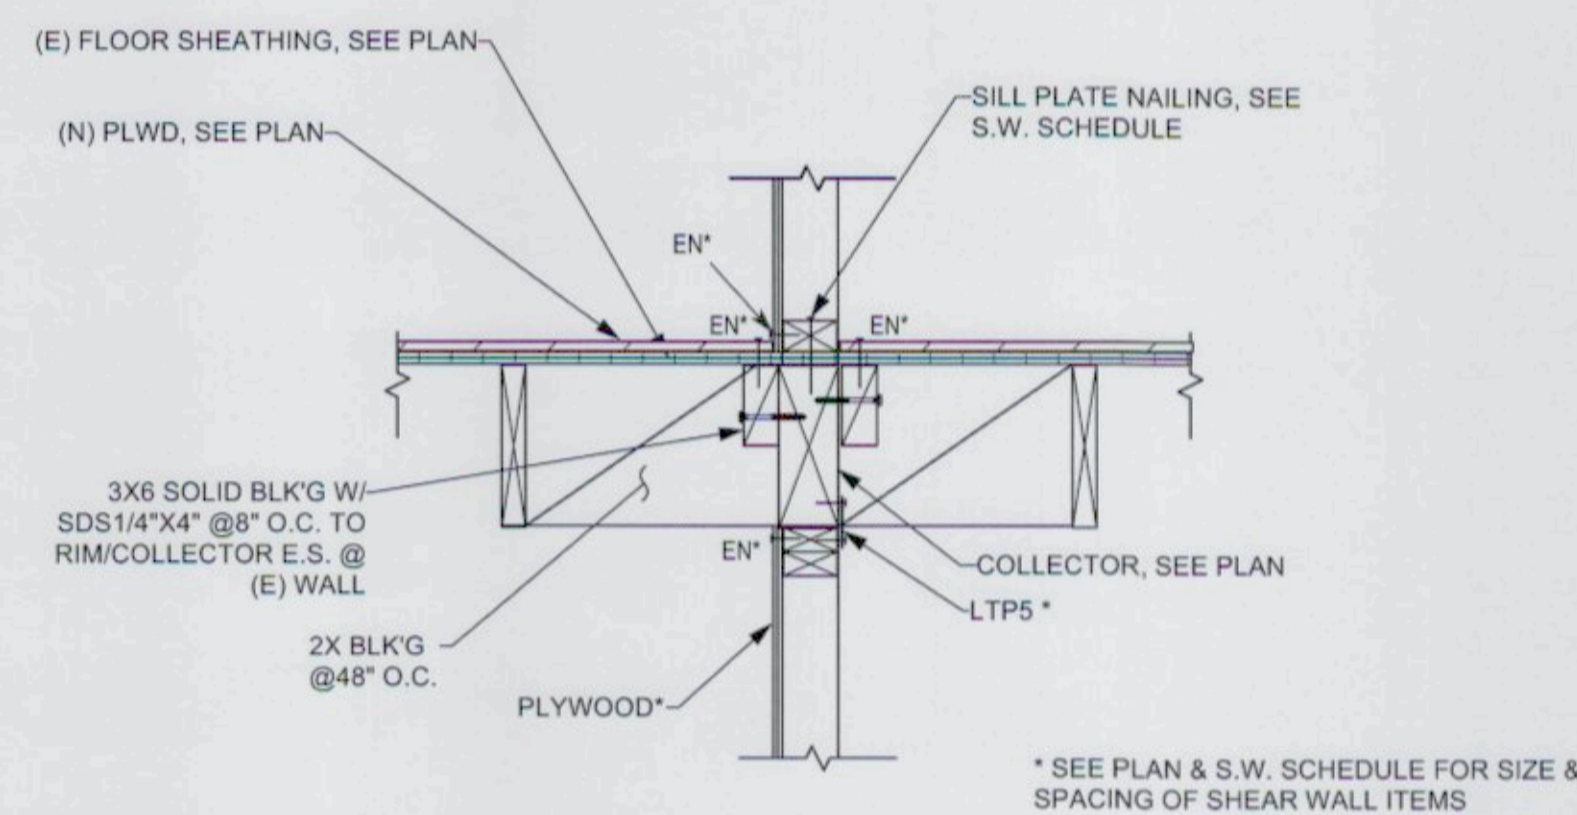 (E) FLOOR SHEATHING, SEE PLAN
(N) PLWD, SEE PLAN
SILL PLATE NAILING, SEE
S.W. SCHEDULE
EN*
EN*
EN*
3X6 SOLID BLK'G W/
SDS1/4"X4" @8" O.C. TO
RIM/COLLECTOR E.S. @
(E) WALL
EN*
COLLECTOR, SEE PLAN
LTP5 *
2X BLK'G
@48" O.C.
PLYWOOD*
* SEE PLAN & S.W. SCHEDULE FOR SIZE &
SPACING OF SHEAR WALL ITEMS